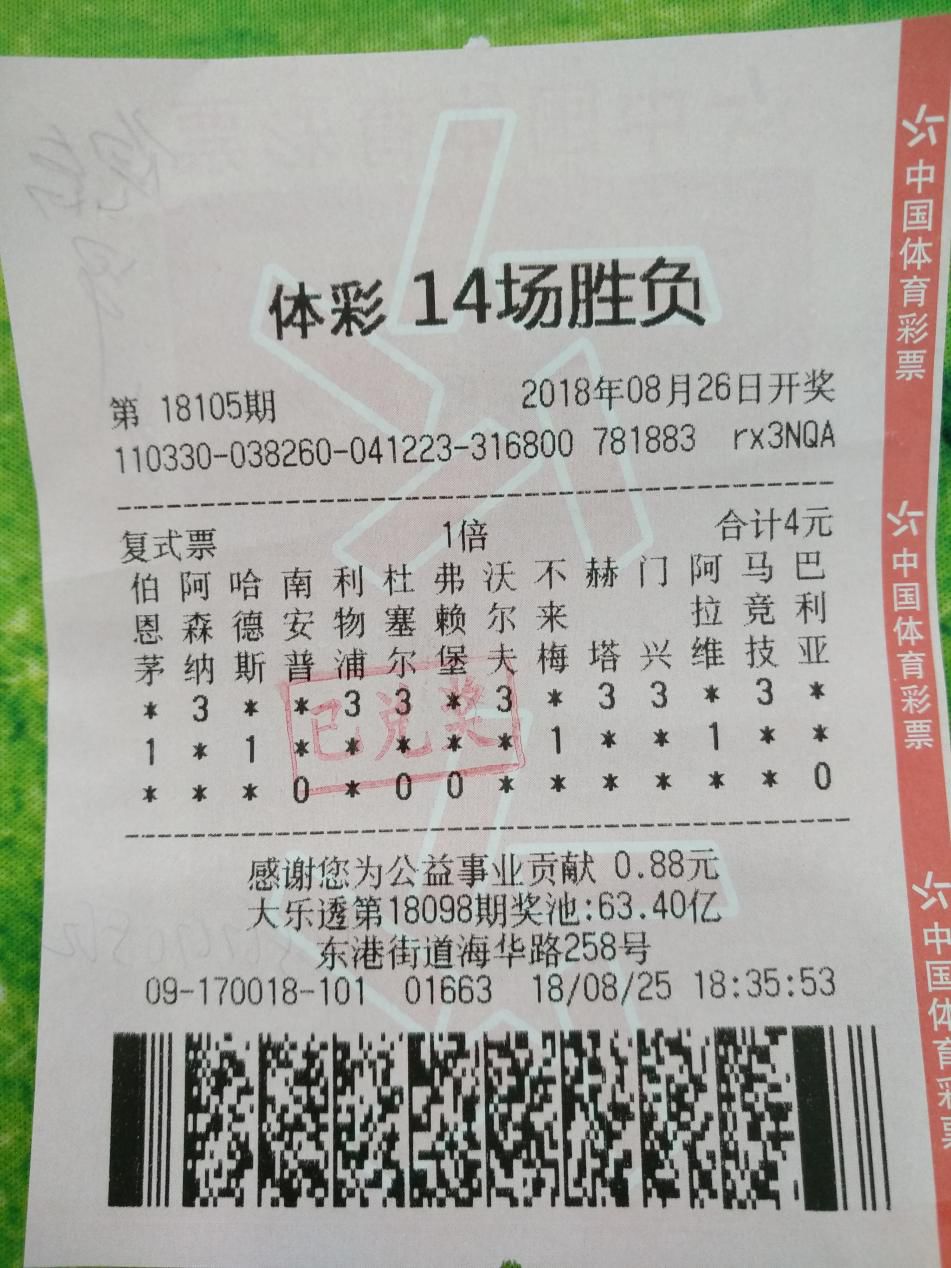 体彩 14场胜负
第 18105期 2018年08月26日开奖
110330-038260-041223-316800 781883 rx3NQA
复式票 1倍 合计4元
伯 阿 哈 南 利 杜 弗 沃 不 赫 门 阿 马 巴
恩 森 德 安 物 塞 赖 尔 来 拉 竞 利
茅 纳 斯 普 浦 尔 堡 夫 梅 塔 兴 维 技 亚
* 3 * * 3 3 * 3 * 3 3 * 3 *
1 * 1 * * * * * 1 * * 1 * *
* * * 0 * 0 0 * * * * * * 0
已兑奖
感谢您为公益事业贡献 0.88元
大乐透第18098期奖池:63.40亿
东港街道海华路258号
09-170018-101 01663 18/08/25 18:35:53
中国体育彩票
中国体育彩票
中国体育彩票